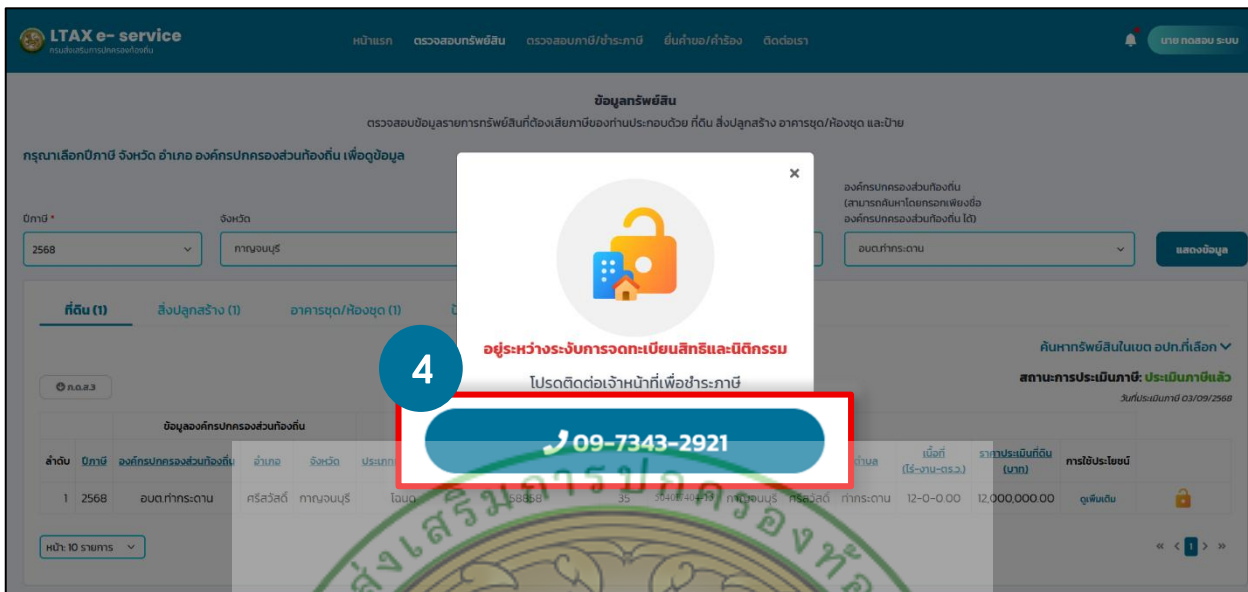 LTAX e- service
กรมส่งเสริมการปกครองท้องถิ่น
หน้าแรก ตรวจสอบทรัพย์สิน ตรวจสอบภาษี/ชำระภาษี ยื่นคำขอ/คำร้อง ติดต่อเรา
นาย ทดสอบ ระบบ
ข้อมูลทรัพย์สิน
ตรวจสอบข้อมูลรายการทรัพย์สินที่ต้องเสียภาษีของท่านประกอบด้วย ที่ดิน สิ่งปลูกสร้าง อาคารชุด/ห้องชุด และป้าย
กรุณาเลือกปีภาษี จังหวัด อำเภอ องค์กรปกครองส่วนท้องถิ่น เพื่อดูข้อมูล
ปีภาษี * จังหวัด
องค์กรปกครองส่วนท้องถิ่น
(สามารถค้นหาโดยกรอกเพียงชื่อ
องค์กรปกครองส่วนท้องถิ่น ได้)
2568 กาญจนบุรี อบต.ท่ากระดาน แสดงข้อมูล
ที่ดิน (1) สิ่งปลูกสร้าง (1) อาคารชุด/ห้องชุด (1)
×
อยู่ระหว่างระงับการจดทะเบียนสิทธิและนิติกรรม
โปรดติดต่อเจ้าหน้าที่เพื่อชำระภาษี
4
09-7343-2921
ค้นหาทรัพย์สินในเขต อปท.ที่เลือก
สถานะการประเมินภาษี: ประเมินภาษีแล้ว
วันที่ประเมินภาษี 03/09/2568
ภ.ด.ส.3
ข้อมูลองค์กรปกครองส่วนท้องถิ่น
ลำดับ ปีภาษี องค์กรปกครองส่วนท้องถิ่น อำเภอ จังหวัด ตำบล เนื้อที่ (ไร่-งาน-ตร.ว.) ราคาประเมินที่ดิน (บาท) การใช้ประโยชน์
1 2568 อบต.ท่ากระดาน ศรีสวัสดิ์ กาญจนบุรี โฉนด 58858 35 กาญจนบุรี ศรีสวัสดิ์ ท่ากระดาน 12-0-0.00 12,000,000.00 ดูเพิ่มเติม
หน้า: 10 รายการ « < 1 > »